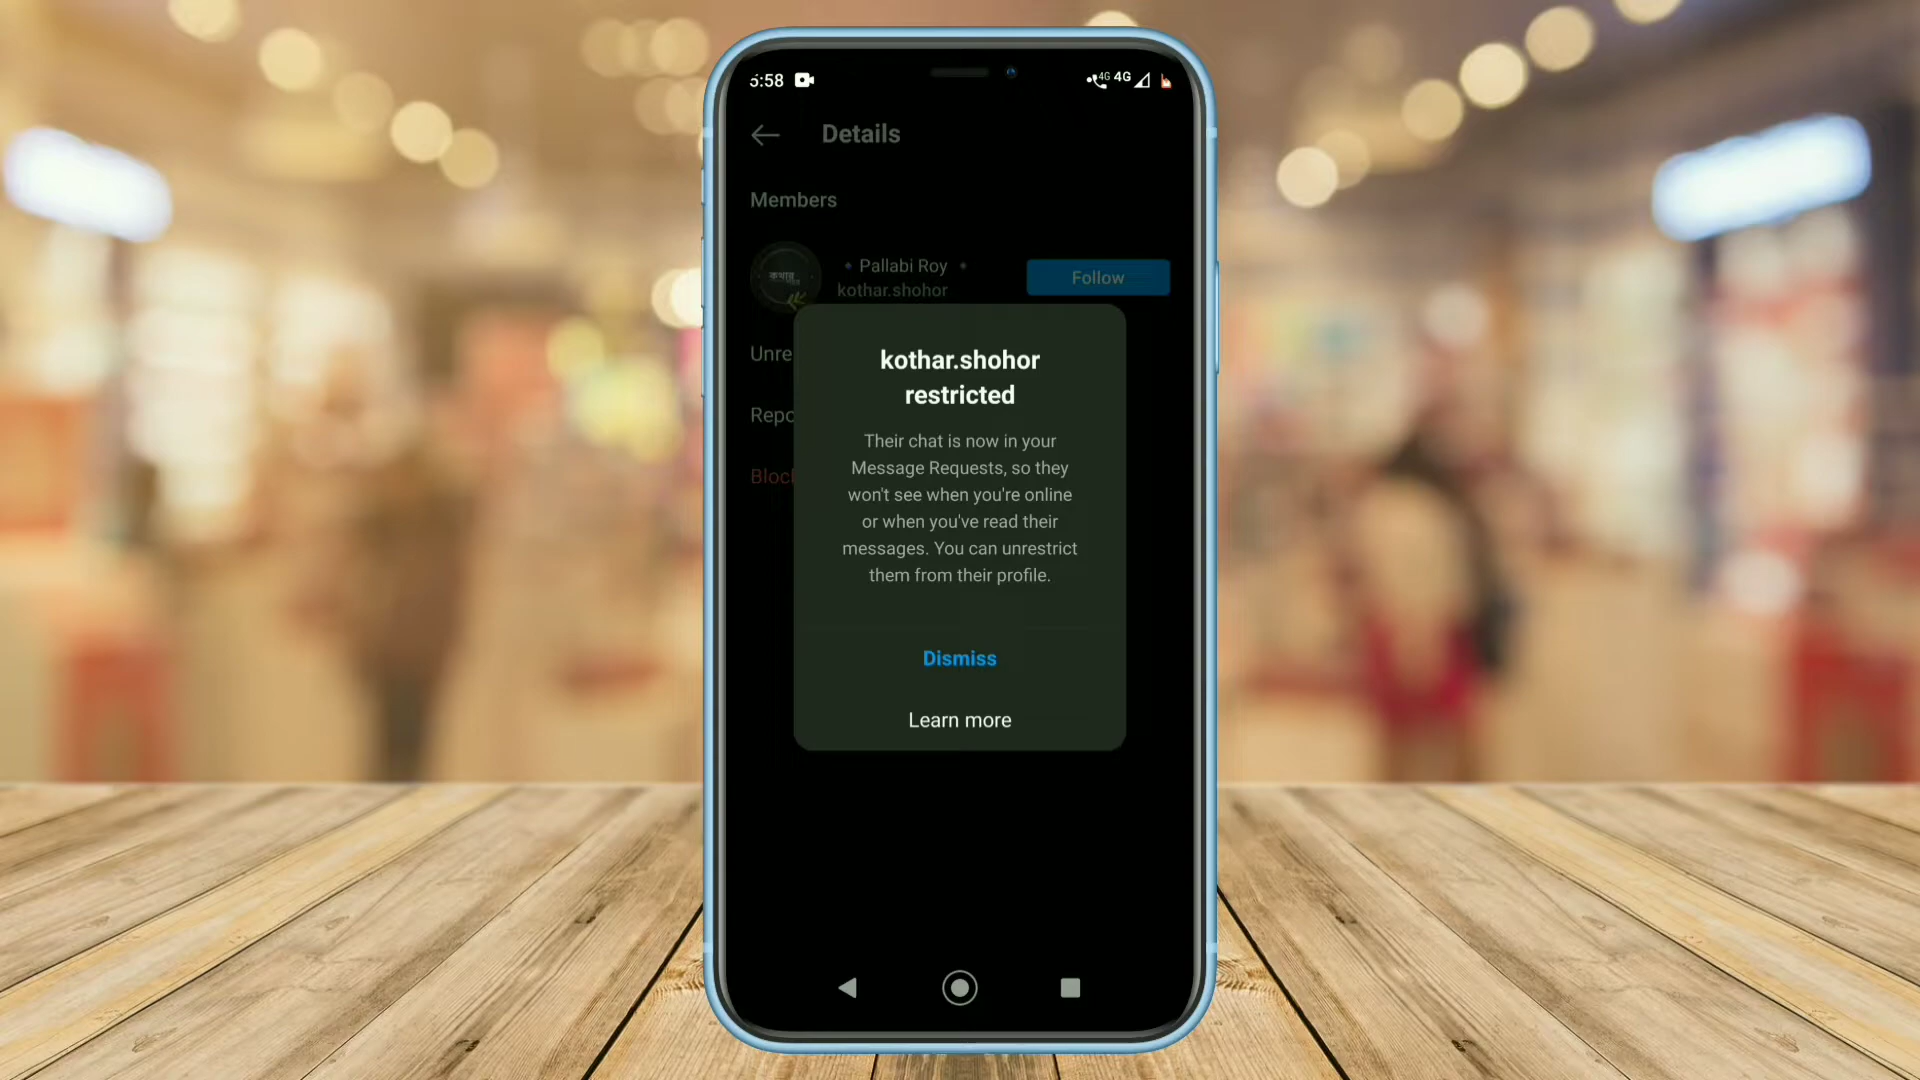 5:58
4G 4G
Details
Members
কথার
Pallabi Roy
kothar.shohor
Follow
Unre
Repo
Bloc
kothar.shohor
restricted
Their chat is now in your
Message Requests, so they
won't see when you're online
or when you've read their
messages. You can unrestrict
them from their profile.
Dismiss
Learn more